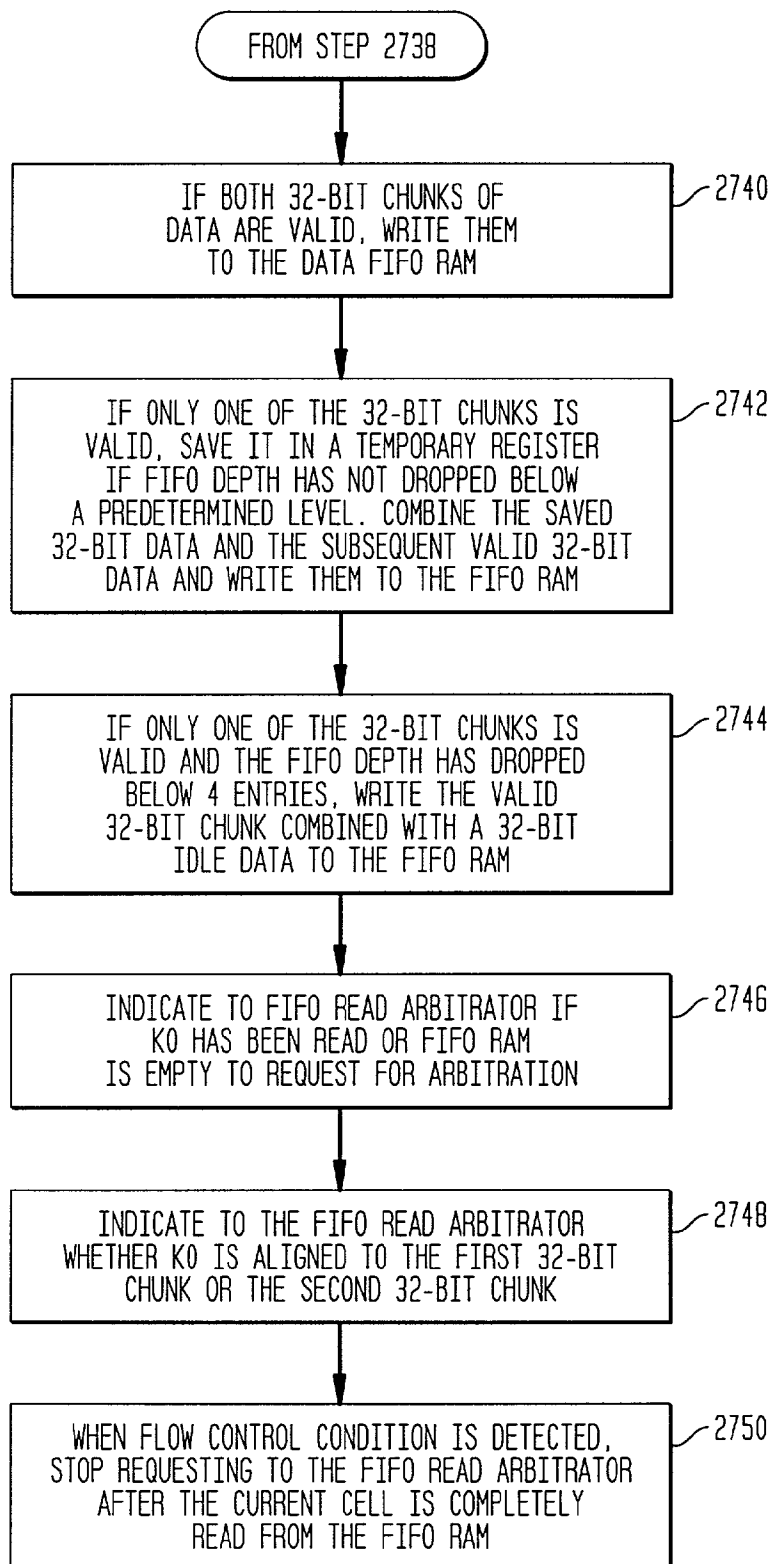 FROM STEP 2738
IF BOTH 32-BIT CHUNKS OF
DATA ARE VALID, WRITE THEM
TO THE DATA FIFO RAM
2740
IF ONLY ONE OF THE 32-BIT CHUNKS IS
VALID, SAVE IT IN A TEMPORARY REGISTER
IF FIFO DEPTH HAS NOT DROPPED BELOW
A PREDETERMINED LEVEL. COMBINE THE SAVED
32-BIT DATA AND THE SUBSEQUENT VALID 32-BIT
DATA AND WRITE THEM TO THE FIFO RAM
2742
IF ONLY ONE OF THE 32-BIT CHUNKS IS
VALID AND THE FIFO DEPTH HAS DROPPED
BELOW 4 ENTRIES, WRITE THE VALID
32-BIT CHUNK COMBINED WITH A 32-BIT
IDLE DATA TO THE FIFO RAM
2744
INDICATE TO FIFO READ ARBITRATOR IF
K0 HAS BEEN READ OR FIFO RAM
IS EMPTY TO REQUEST FOR ARBITRATION
2746
INDICATE TO THE FIFO READ ARBITRATOR
WHETHER K0 IS ALIGNED TO THE FIRST 32-BIT
CHUNK OR THE SECOND 32-BIT CHUNK
2748
WHEN FLOW CONTROL CONDITION IS DETECTED,
STOP REQUESTING TO THE FIFO READ ARBITRATOR
AFTER THE CURRENT CELL IS COMPLETELY
READ FROM THE FIFO RAM
2750